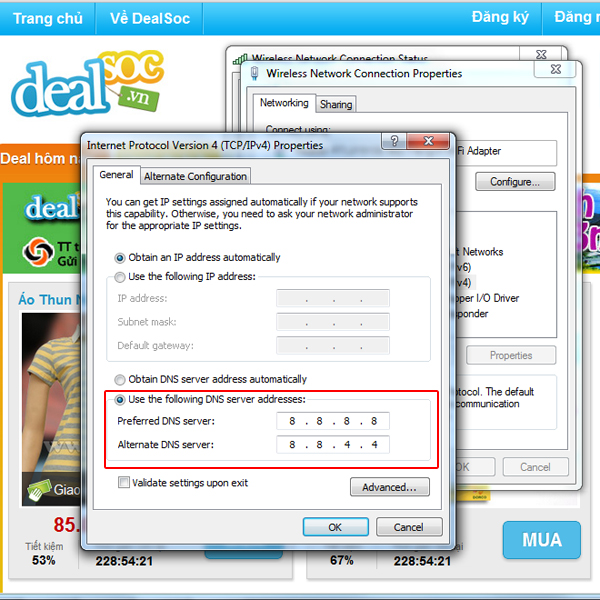 Trang chủ
Về DealSoc
Đăng ký
Đăng n
deal soc .vn
Wireless Network Connection Status
Wireless Network Connection Properties
Networking
Sharing
Connect using:
Fi Adapter
Configure...
Internet Protocol Version 4 (TCP/IPv4) Properties
General
Alternate Configuration
You can get IP settings assigned automatically if your network supports
this capability. Otherwise, you need to ask your network administrator
for the appropriate IP settings.
Obtain an IP address automatically
Use the following IP address:
IP address:
Subnet mask:
Default gateway:
Obtain DNS server address automatically
Use the following DNS server addresses:
Preferred DNS server: 8 . 8 . 8 . 8
Alternate DNS server: 8 . 8 . 4 . 4
Validate settings upon exit
Advanced...
OK
Cancel
t Networks
v6)
v4)
pper I/O Driver
sponder
Properties
otocol. The default
communication
OK
Cancel
Deal hôm na
deal
TT t
Gửi
Áo Thun N
Giao
85.
Tiết kiệm
53%
228:54:21
67%
228:54:21
MUA